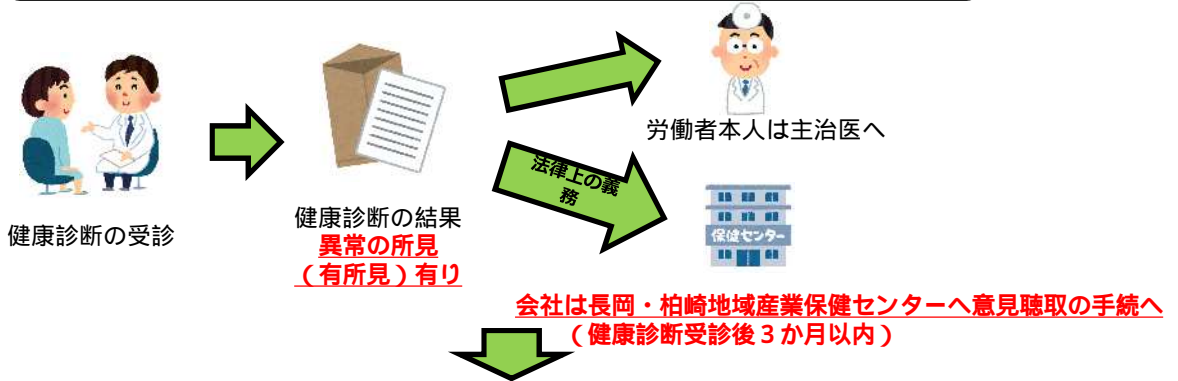 労働者本人は主治医へ
法律上の義
務
保健センター
健康診断の受診
健康診断の結果
異常の所見
（有所見）有り
会社は長岡・柏崎地域産業保健センターへ意見聴取の手続へ
（健康診断受診後３か月以内）